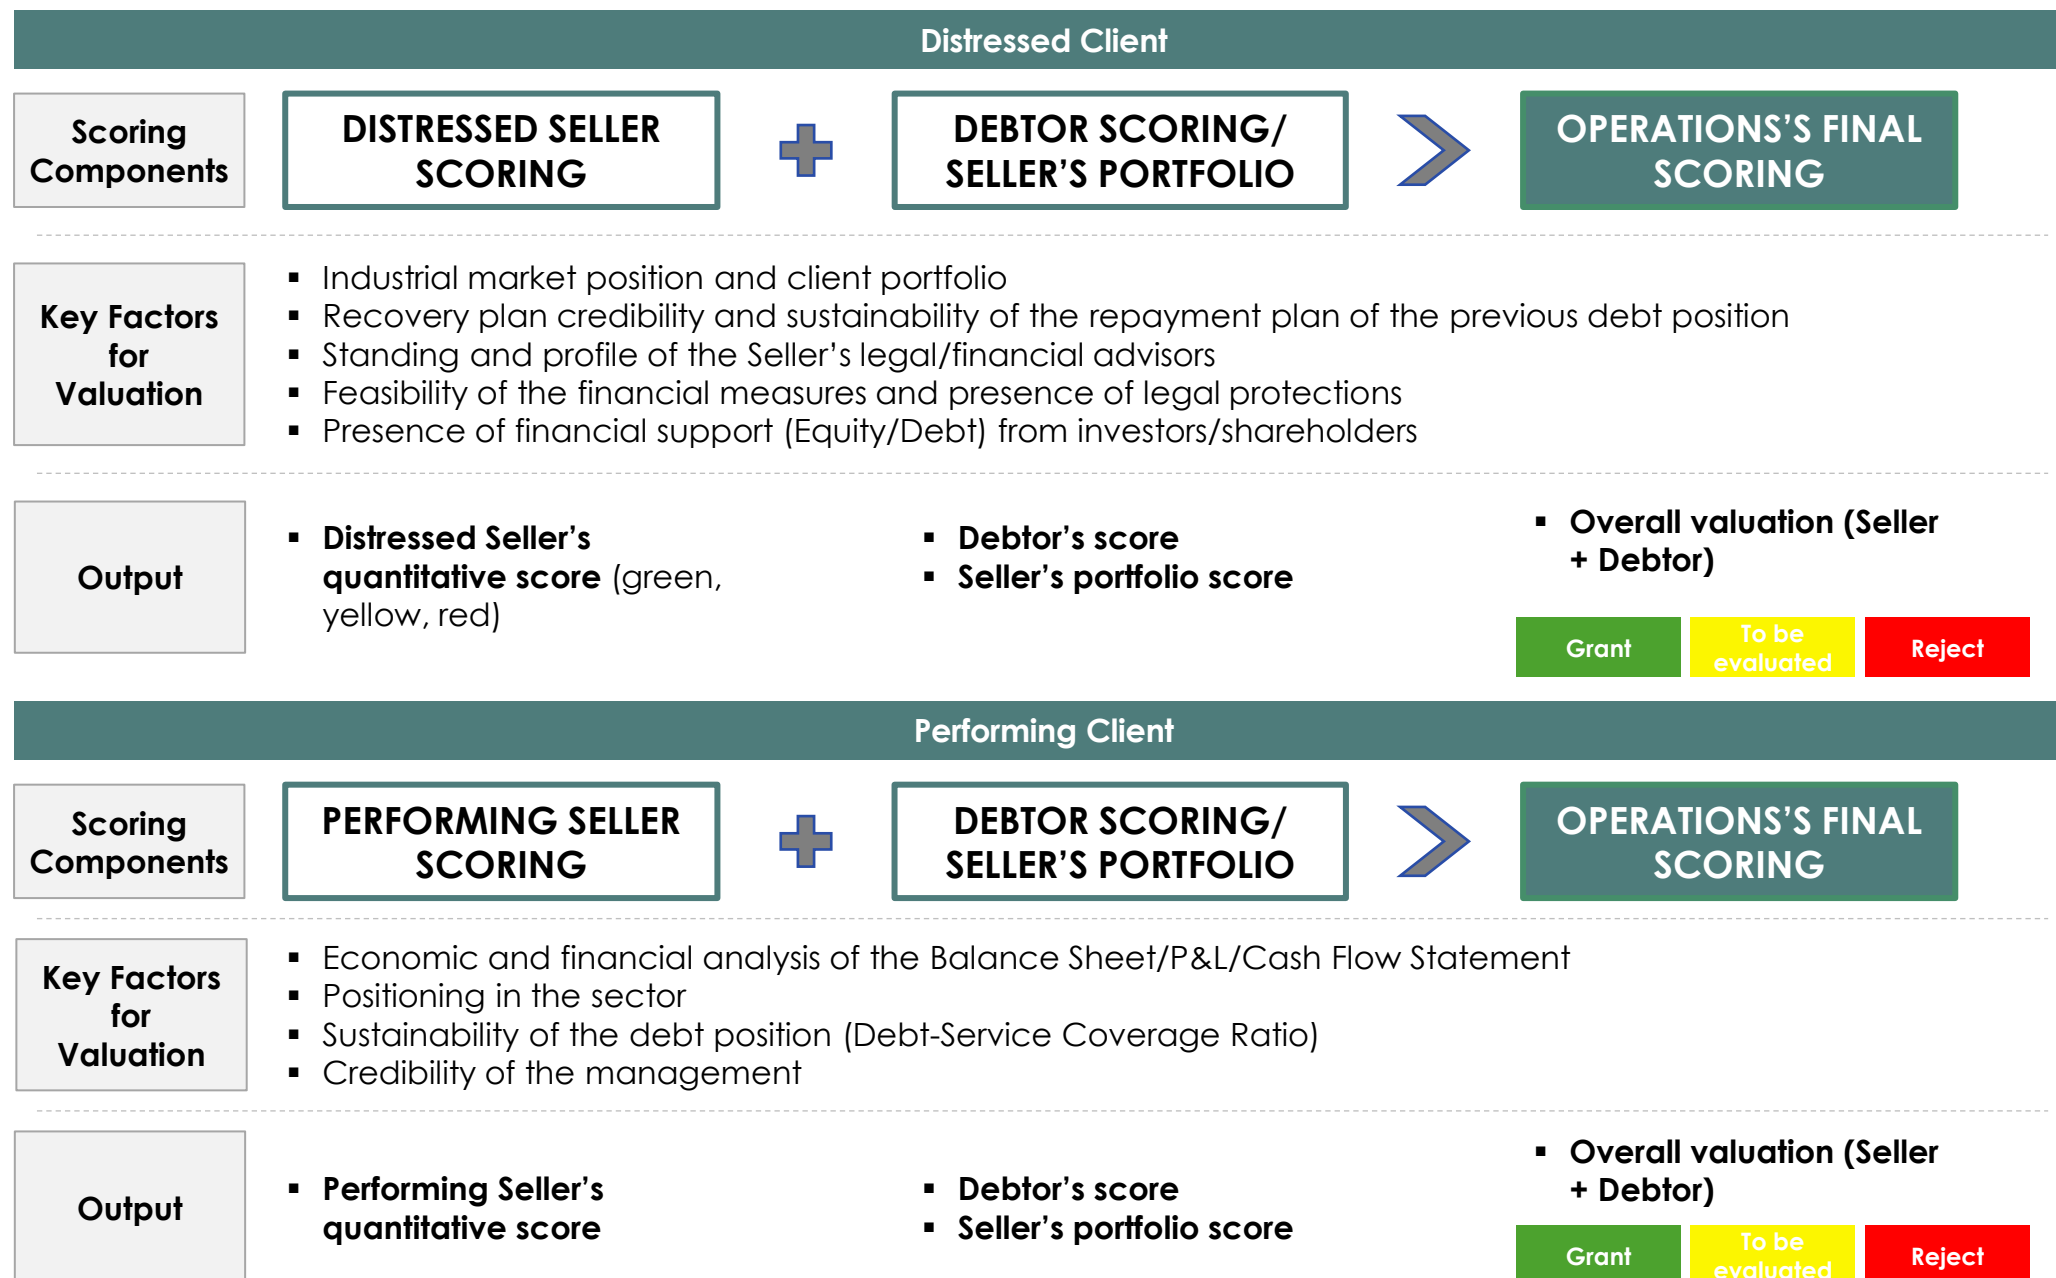 Distressed Client
Scoring
Components
DISTRESSED SELLER
SCORING
DEBTOR SCORING/
SELLER’S PORTFOLIO
OPERATIONS’S FINAL
SCORING
Key Factors
for
Valuation
▪ Industrial market position and client portfolio
▪ Recovery plan credibility and sustainability of the repayment plan of the previous debt position
▪ Standing and profile of the Seller’s legal/financial advisors
▪ Feasibility of the financial measures and presence of legal protections
▪ Presence of financial support (Equity/Debt) from investors/shareholders
Output
▪ Distressed Seller’s
quantitative score (green,
yellow, red)
▪ Debtor’s score
▪ Seller’s portfolio score
▪ Overall valuation (Seller
+ Debtor)
Grant
To be
evaluated
Reject
Performing Client
Scoring
Components
PERFORMING SELLER
SCORING
DEBTOR SCORING/
SELLER’S PORTFOLIO
OPERATIONS’S FINAL
SCORING
Key Factors
for
Valuation
▪ Economic and financial analysis of the Balance Sheet/P&L/Cash Flow Statement
▪ Positioning in the sector
▪ Sustainability of the debt position (Debt-Service Coverage Ratio)
▪ Credibility of the management
Output
▪ Performing Seller’s
quantitative score
▪ Debtor’s score
▪ Seller’s portfolio score
▪ Overall valuation (Seller
+ Debtor)
Grant
To be
evaluated
Reject